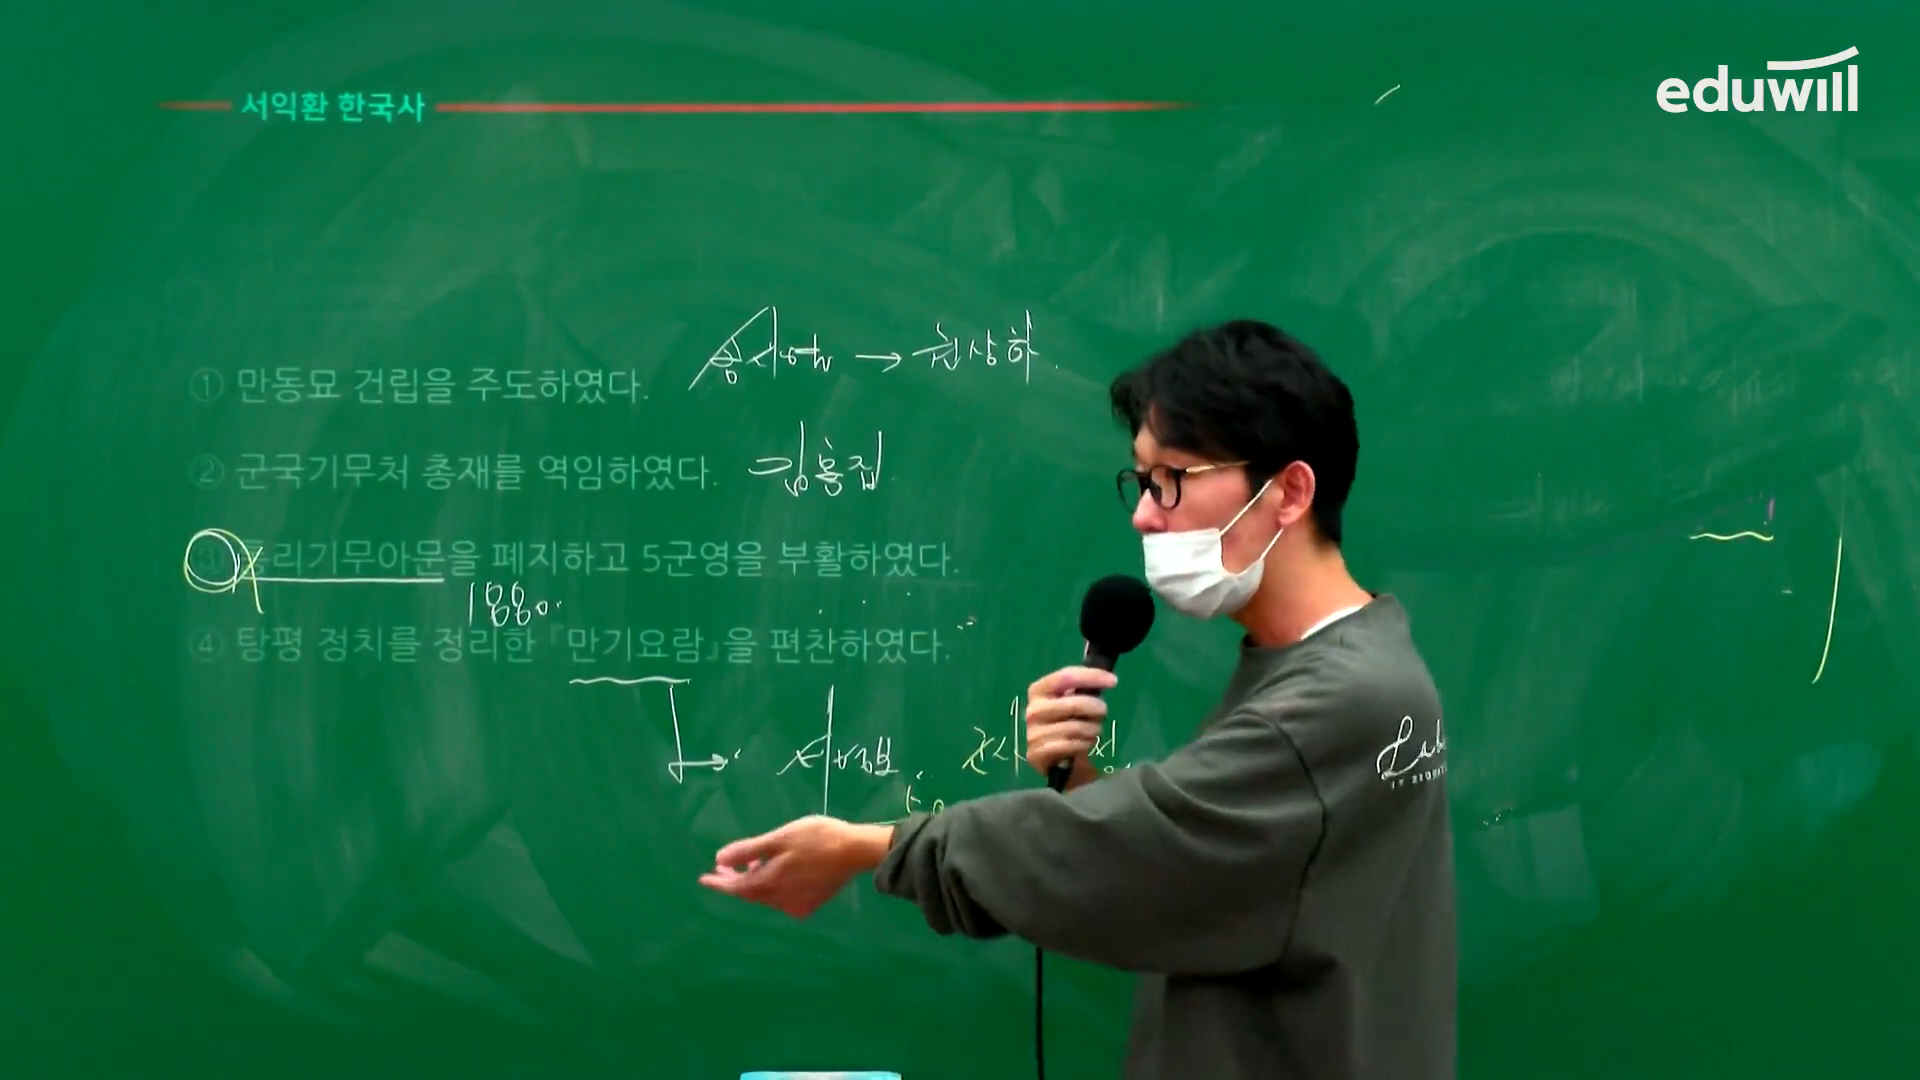 eduwill
서익환 한국사
송시열 → 권상하.
① 만동묘 건립을 주도하였다.
② 군국기무처 총재를 역임하였다. 김홍집
③ 통리기무아문을 폐지하고 5군영을 부활하였다.
1880.
④ 탕평 정치를 정리한 『만기요람』을 편찬하였다.